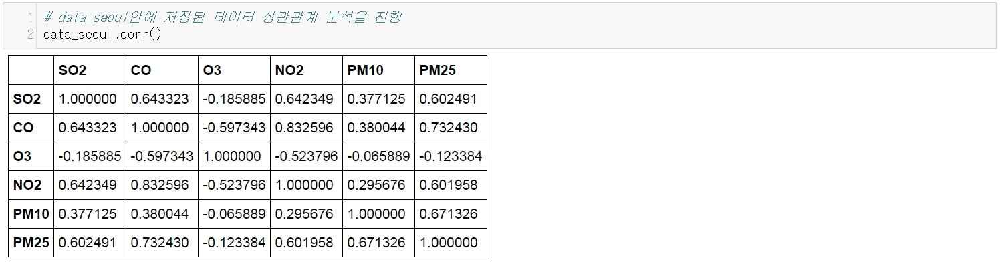 1 # data_seoul안에 저장된 데이터 상관관계 분석을 진행
2 data_seoul.corr()
SO2 CO O3 NO2 PM10 PM25
SO2 1.000000 0.643323 -0.185885 0.642349 0.377125 0.602491
CO 0.643323 1.000000 -0.597343 0.832596 0.380044 0.732430
O3 -0.185885 -0.597343 1.000000 -0.523796 -0.065889 -0.123384
NO2 0.642349 0.832596 -0.523796 1.000000 0.295676 0.601958
PM10 0.377125 0.380044 -0.065889 0.295676 1.000000 0.671326
PM25 0.602491 0.732430 -0.123384 0.601958 0.671326 1.000000